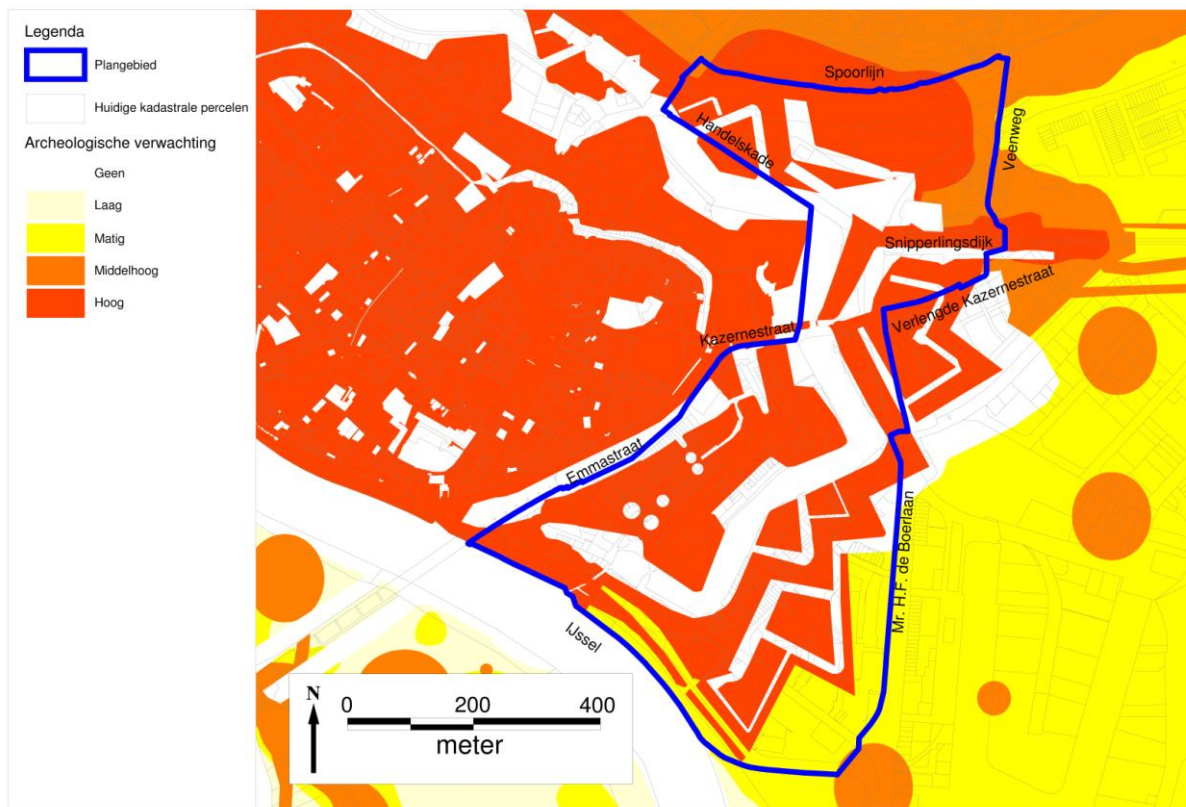 Legenda
Plangebied
Huidige kadastrale percelen
Archeologische verwachting
Geen
Laag
Matig
Middelhoog
Hoog
Spoorlijn
Handelskade
Veenweg
Snipperlingsdijk
Verlengde Kazernestraat
Kazernestraat
Emmastraat
Mr. H.F. de Boerlaan
IJssel
N
0 200 400
meter